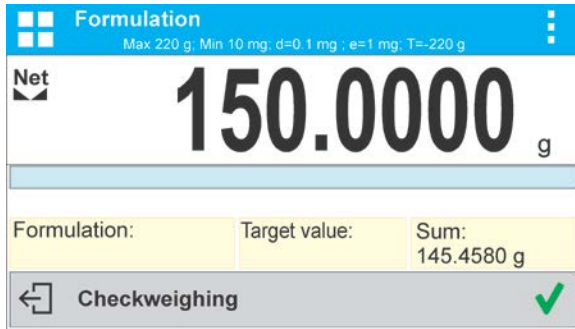 Formulation
Max 220 g; Min 10 mg; d=0.1 mg ; e=1 mg; T=-220 g
Net
150.0000 g
Formulation:
Target value:
Sum:
145.4580 g
Checkweighing